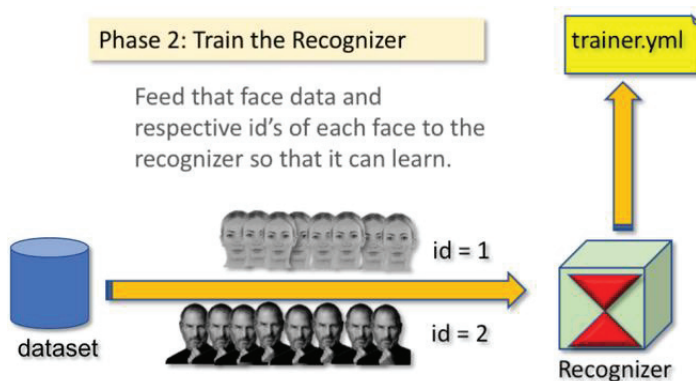 Phase 2: Train the Recognizer
trainer.yml
Feed that face data and
respective id's of each face to the
recognizer so that it can learn.
id = 1
id = 2
dataset
Recognizer